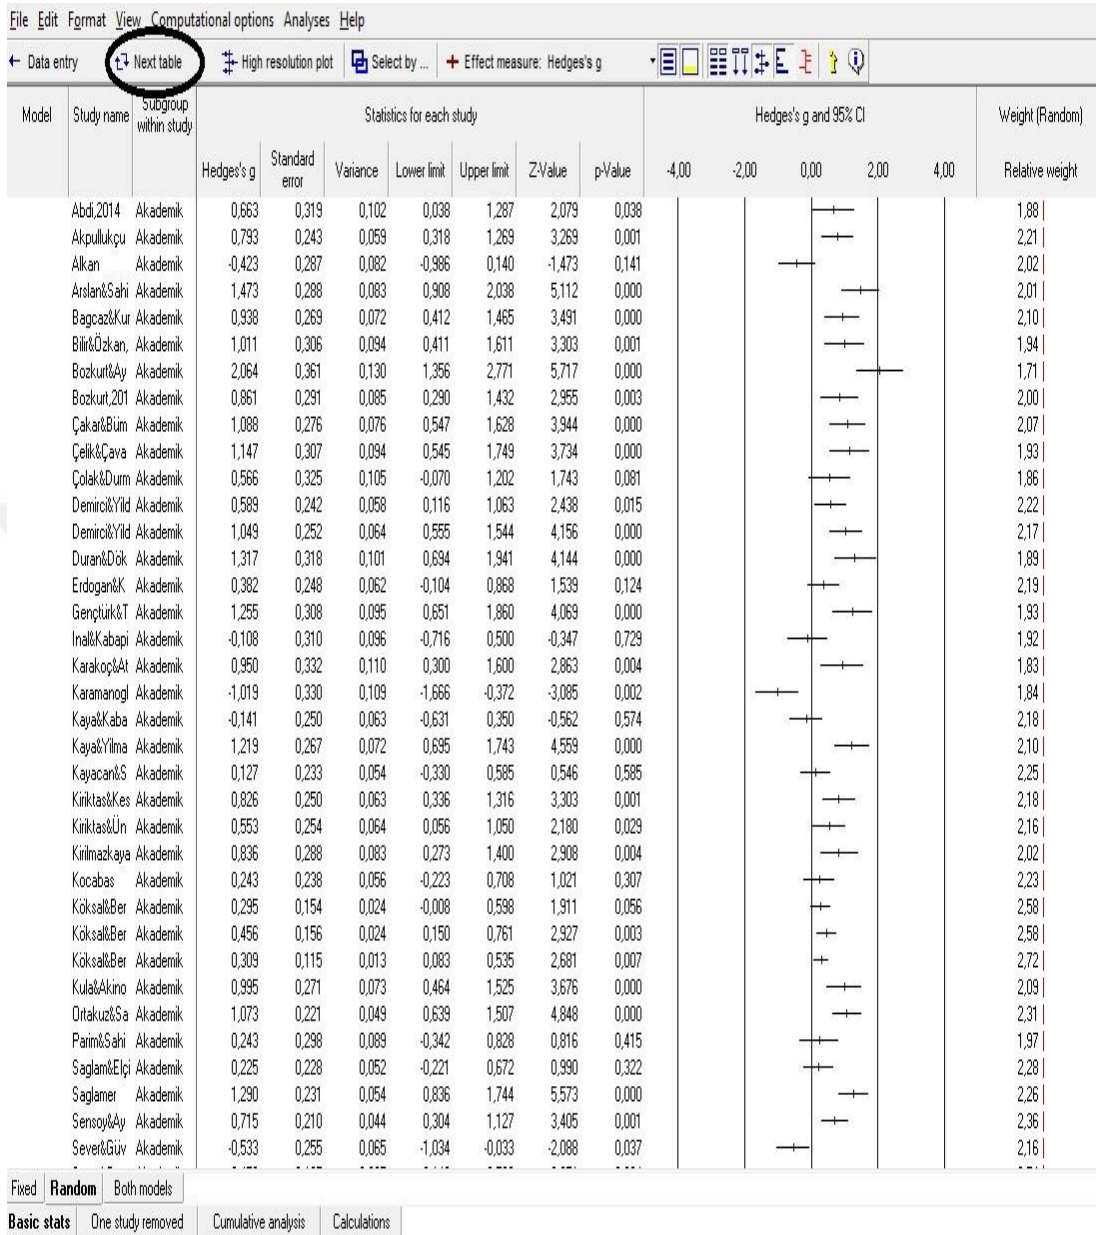 File Edit Format View Computational options Analyses Help
Data entry Next table High resolution plot Select by ... Effect measure: Hedges's g
Model Study name Subgroup within study Statistics for each study Hedges's g and 95% CI Weight (Random)
Hedges's g Standard error Variance Lower limit Upper limit Z-Value p-Value -4,00 -2,00 0,00 2,00 4,00 Relative weight
Abdi,2014 Akademik 0,663 0,319 0,102 0,038 1,287 2,079 0,038 1,88
Akpullukçu Akademik 0,793 0,243 0,059 0,318 1,269 3,269 0,001 2,21
Alkan Akademik -0,423 0,287 0,082 -0,986 0,140 -1,473 0,141 2,02
Arslan&Sahi Akademik 1,473 0,288 0,083 0,908 2,038 5,112 0,000 2,01
Bagcaz&Kur Akademik 0,938 0,269 0,072 0,412 1,465 3,491 0,000 2,10
Bilir&Özkan, Akademik 1,011 0,306 0,094 0,411 1,611 3,303 0,001 1,94
Bozkurt&Ay Akademik 2,064 0,361 0,130 1,356 2,771 5,717 0,000 1,71
Bozkurt,201 Akademik 0,861 0,291 0,085 0,290 1,432 2,955 0,003 2,00
Çakar&Büm Akademik 1,088 0,276 0,076 0,547 1,628 3,944 0,000 2,07
Çelik&Çava Akademik 1,147 0,307 0,094 0,545 1,749 3,734 0,000 1,93
Çolak&Durm Akademik 0,566 0,325 0,105 -0,070 1,202 1,743 0,081 1,86
Demirci&Yild Akademik 0,589 0,242 0,058 0,116 1,063 2,438 0,015 2,22
Demirci&Yild Akademik 1,049 0,252 0,064 0,555 1,544 4,156 0,000 2,17
Duran&Dök Akademik 1,317 0,318 0,101 0,694 1,941 4,144 0,000 1,89
Erdogan&K Akademik 0,382 0,248 0,062 -0,104 0,868 1,539 0,124 2,19
Gençtürk&T Akademik 1,255 0,308 0,095 0,651 1,860 4,069 0,000 1,93
Inal&Kabapi Akademik -0,108 0,310 0,096 -0,716 0,500 -0,347 0,729 1,92
Karakoç&At Akademik 0,950 0,332 0,110 0,300 1,600 2,863 0,004 1,83
Karamanogl Akademik -1,019 0,330 0,109 -1,666 -0,372 -3,085 0,002 1,84
Kaya&Kaba Akademik -0,141 0,250 0,063 -0,631 0,350 -0,562 0,574 2,18
Kaya&Yilma Akademik 1,219 0,267 0,072 0,695 1,743 4,559 0,000 2,10
Kayacan&S Akademik 0,127 0,233 0,054 -0,330 0,585 0,546 0,585 2,25
Kiriktas&Kes Akademik 0,826 0,250 0,063 0,336 1,316 3,303 0,001 2,18
Kiriktas&Ün Akademik 0,553 0,254 0,064 0,056 1,050 2,180 0,029 2,16
Kirilmazkaya Akademik 0,836 0,288 0,083 0,273 1,400 2,908 0,004 2,02
Kocabas Akademik 0,243 0,238 0,056 -0,223 0,708 1,021 0,307 2,23
Köksal&Ber Akademik 0,295 0,154 0,024 -0,008 0,598 1,911 0,056 2,58
Köksal&Ber Akademik 0,456 0,156 0,024 0,150 0,761 2,927 0,003 2,58
Köksal&Ber Akademik 0,309 0,115 0,013 0,083 0,535 2,681 0,007 2,72
Kula&Akino Akademik 0,995 0,271 0,073 0,464 1,525 3,676 0,000 2,09
Ortakuz&Sa Akademik 1,073 0,221 0,049 0,639 1,507 4,848 0,000 2,31
Parim&Sahi Akademik 0,243 0,298 0,089 -0,342 0,828 0,816 0,415 1,97
Saglam&Elçi Akademik 0,225 0,228 0,052 -0,221 0,672 0,990 0,322 2,28
Saglamer Akademik 1,290 0,231 0,054 0,836 1,744 5,573 0,000 2,26
Sensoy&Ay Akademik 0,715 0,210 0,044 0,304 1,127 3,405 0,001 2,36
Sever&Güv Akademik -0,533 0,255 0,065 -1,034 -0,033 -2,088 0,037 2,16
Fixed Random Both models
Basic stats One study removed Cumulative analysis Calculations